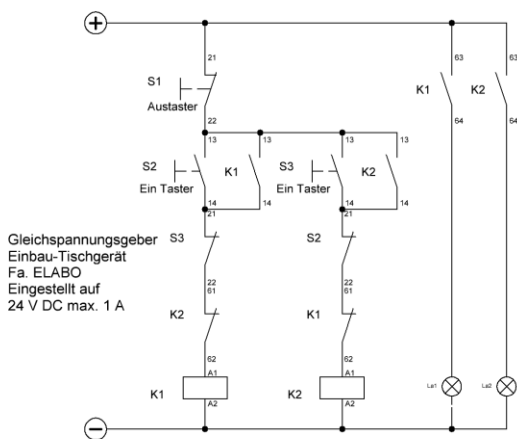 +
21
63
63
S1
K1
K2
Austaster
22
64
64
13
13
13
13
S2
K1
S3
K2
Ein Taster
Ein Taster
14
14
14
14
21
21
Gleichspannungsgeber
Einbau-Tischgerät
Fa. ELABO
Eingestellt auf
24 V DC max. 1 A
S3
S2
22
22
61
61
K2
K1
62
62
A1
A1
K1
K2
A2
A2
La1
La2
−